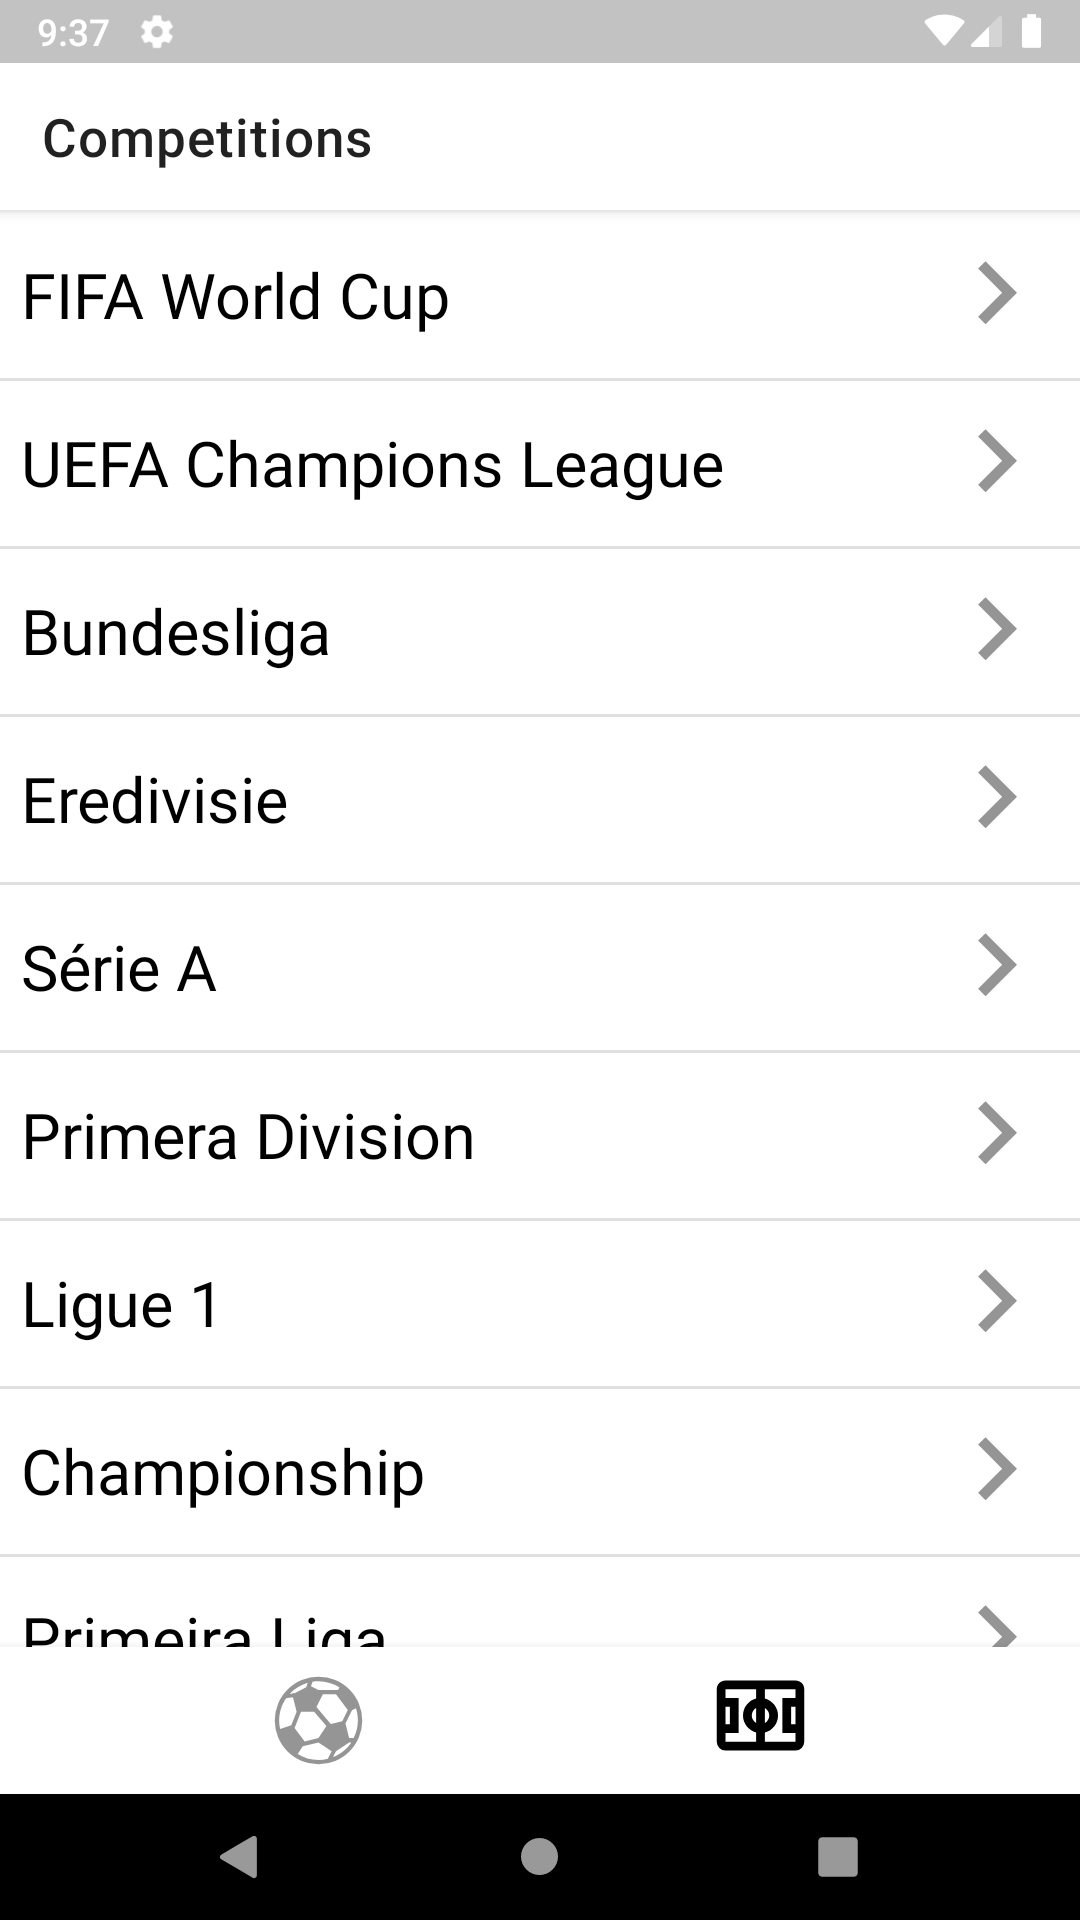 9:37
Competitions
FIFA World Cup
UEFA Champions League
Bundesliga
Eredivisie
Série A
Primera Division
Ligue 1
Championship
Primeira Liga